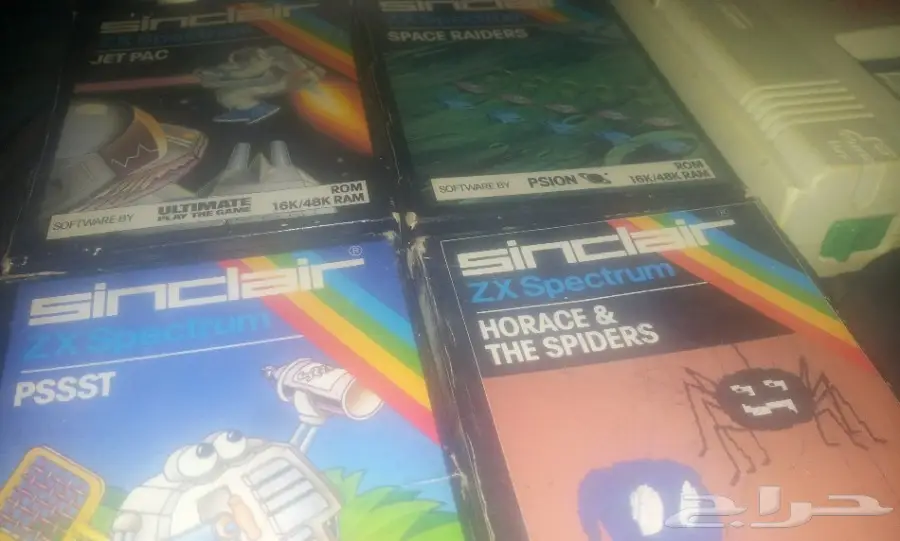 sinclair
JET PAC
SOFTWARE BY ULTIMATE PLAY THE GAME
ROM
16K/48K RAM
sinclair
SPACE RAIDERS
SOFTWARE BY PSION
ROM
16K/48K RAM
sinclair®
ZX Spectrum
PSSST
sinclair
ZX Spectrum
HORACE &
THE SPIDERS
حراج